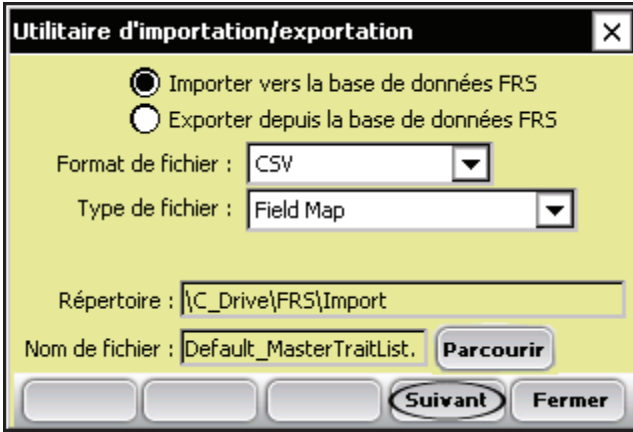 Utilitaire d'importation/exportation
Importer vers la base de données FRS
Exporter depuis la base de données FRS
Format de fichier : CSV
Type de fichier : Field Map
Répertoire : \C_Drive\FRS\Import
Nom de fichier : Default_MasterTraitList. Parcourir
Suivant Fermer